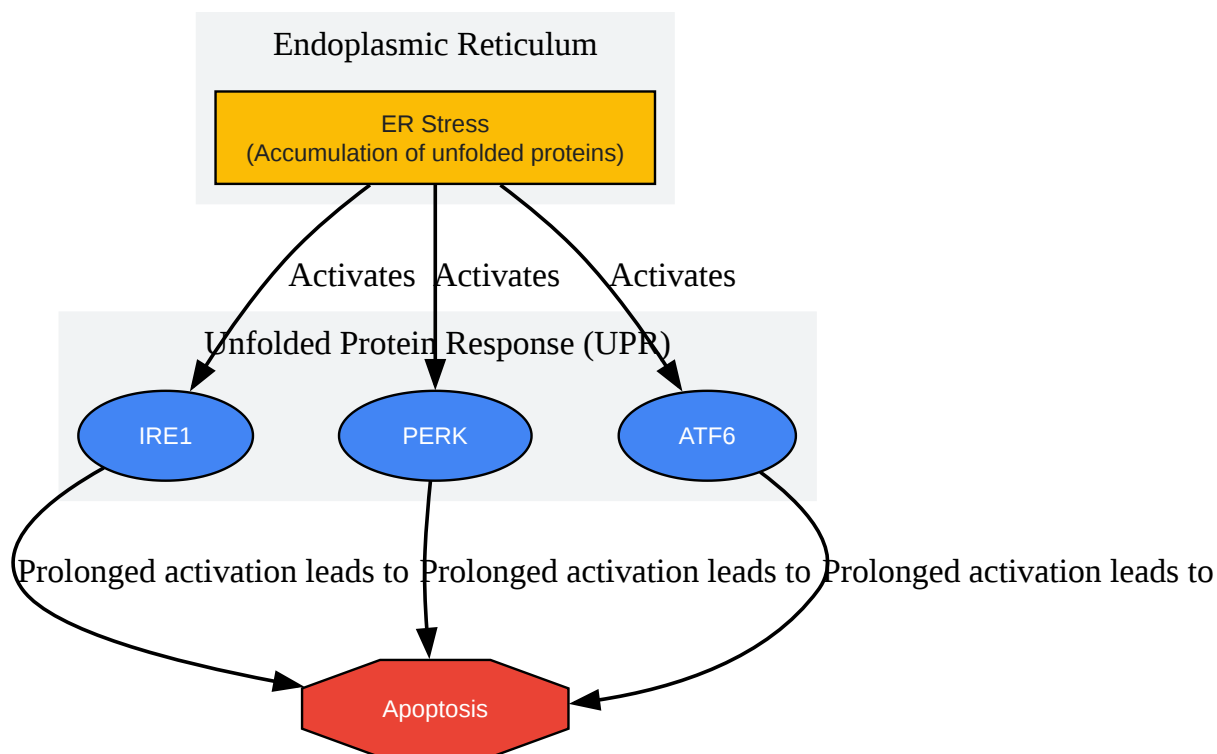 Endoplasmic Reticulum
ER Stress
(Accumulation of unfolded proteins)
Activates Activates Activates
Unfolded Protein Response (UPR)
IRE1 PERK ATF6
Prolonged activation leads to Prolonged activation leads to Prolonged activation leads to
Apoptosis